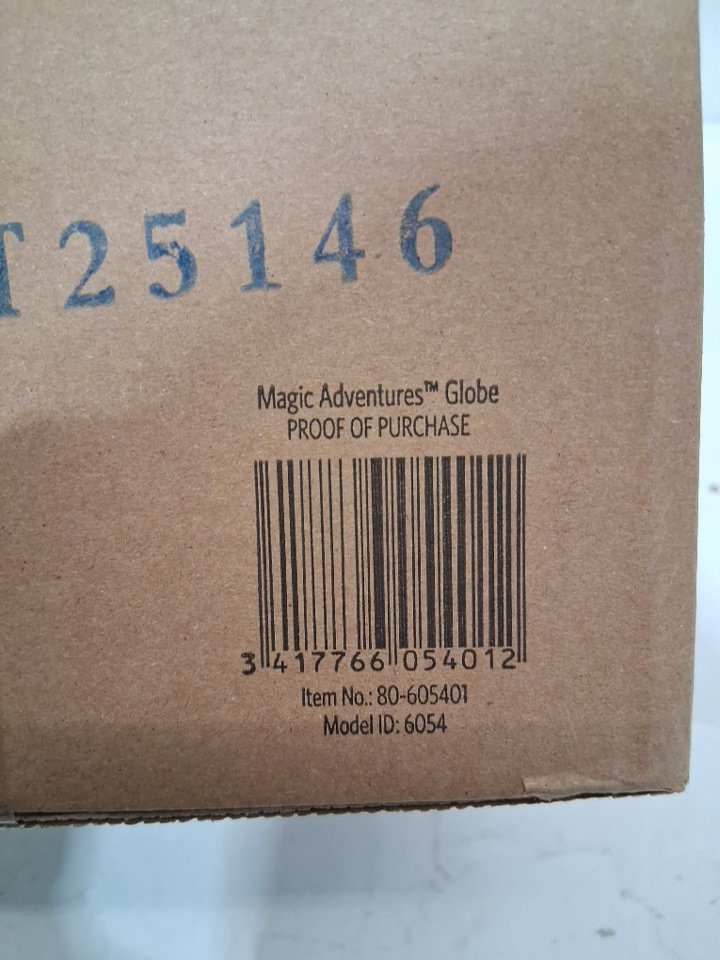 T25146
Magic Adventures™ Globe
PROOF OF PURCHASE
3 417766 054012
Item No.: 80-605401
Model ID: 6054